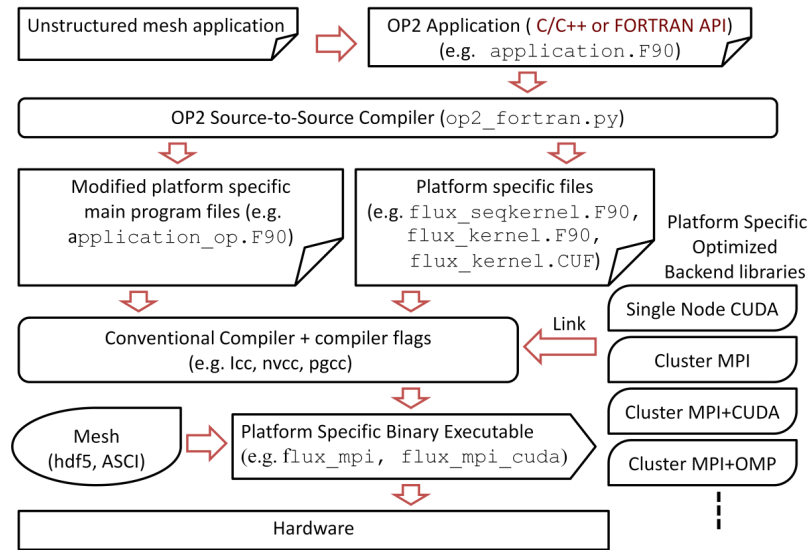 Unstructured mesh application
OP2 Application ( C/C++ or FORTRAN API)
(e.g. application.F90)
OP2 Source-to-Source Compiler (op2_fortran.py)
Modified platform specific
main program files (e.g.
application_op.F90)
Platform specific files
(e.g. flux_seqkernel.F90,
flux_kernel.F90,
flux_kernel.CUF)
Platform Specific
Optimized
Backend libraries
Conventional Compiler + compiler flags
(e.g. Icc, nvcc, pgcc)
Link
Single Node CUDA
Cluster MPI
Cluster MPI+CUDA
Cluster MPI+OMP
Mesh
(hdf5, ASCI)
Platform Specific Binary Executable
(e.g. flux_mpi, flux_mpi_cuda)
Hardware